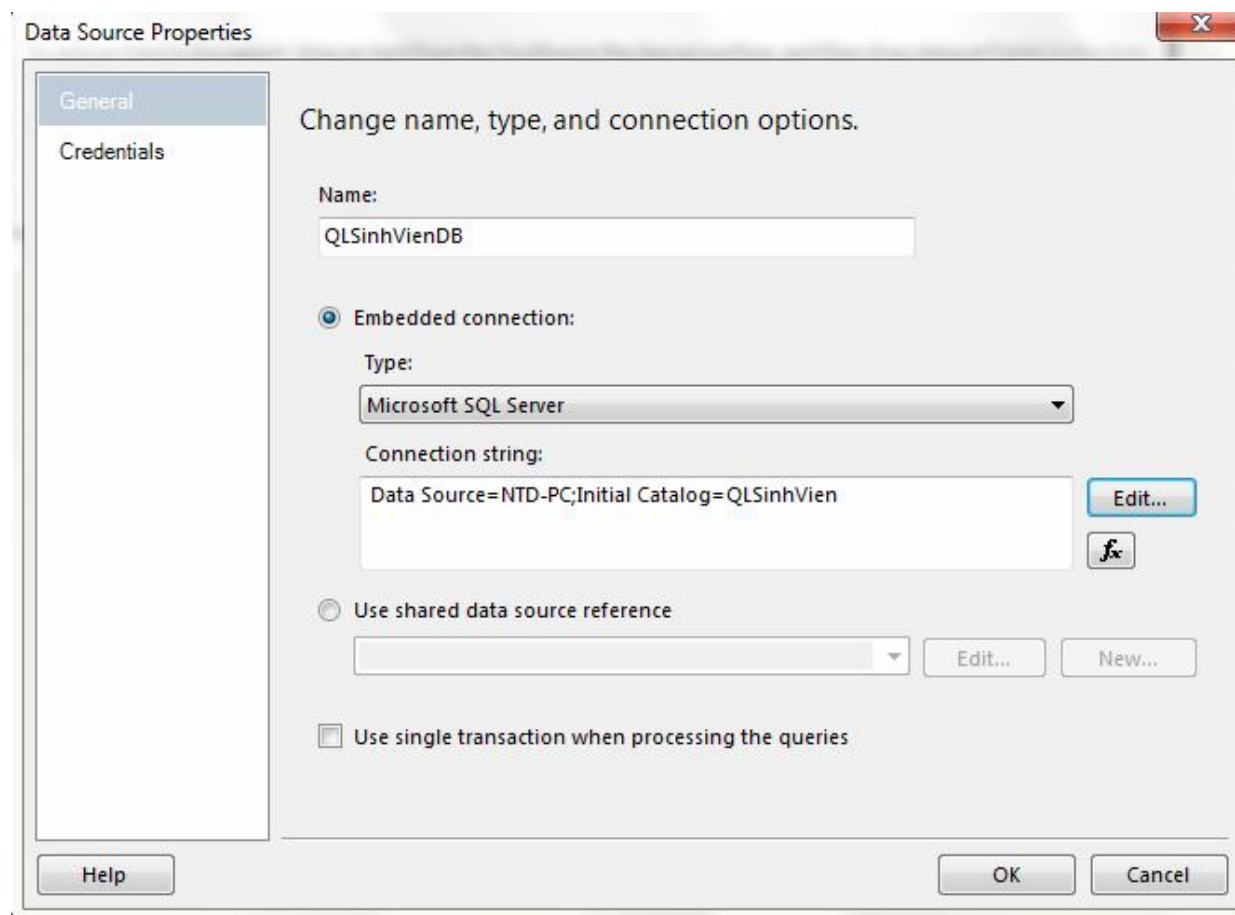 Data Source Properties
General
Credentials
Change name, type, and connection options.
Name:
QLSinhVienDB
Embedded connection:
Type:
Microsoft SQL Server
Connection string:
Data Source=NTD-PC;Initial Catalog=QLSinhVien
Edit...
fx
Use shared data source reference
Edit...
New...
Use single transaction when processing the queries
Help
OK
Cancel